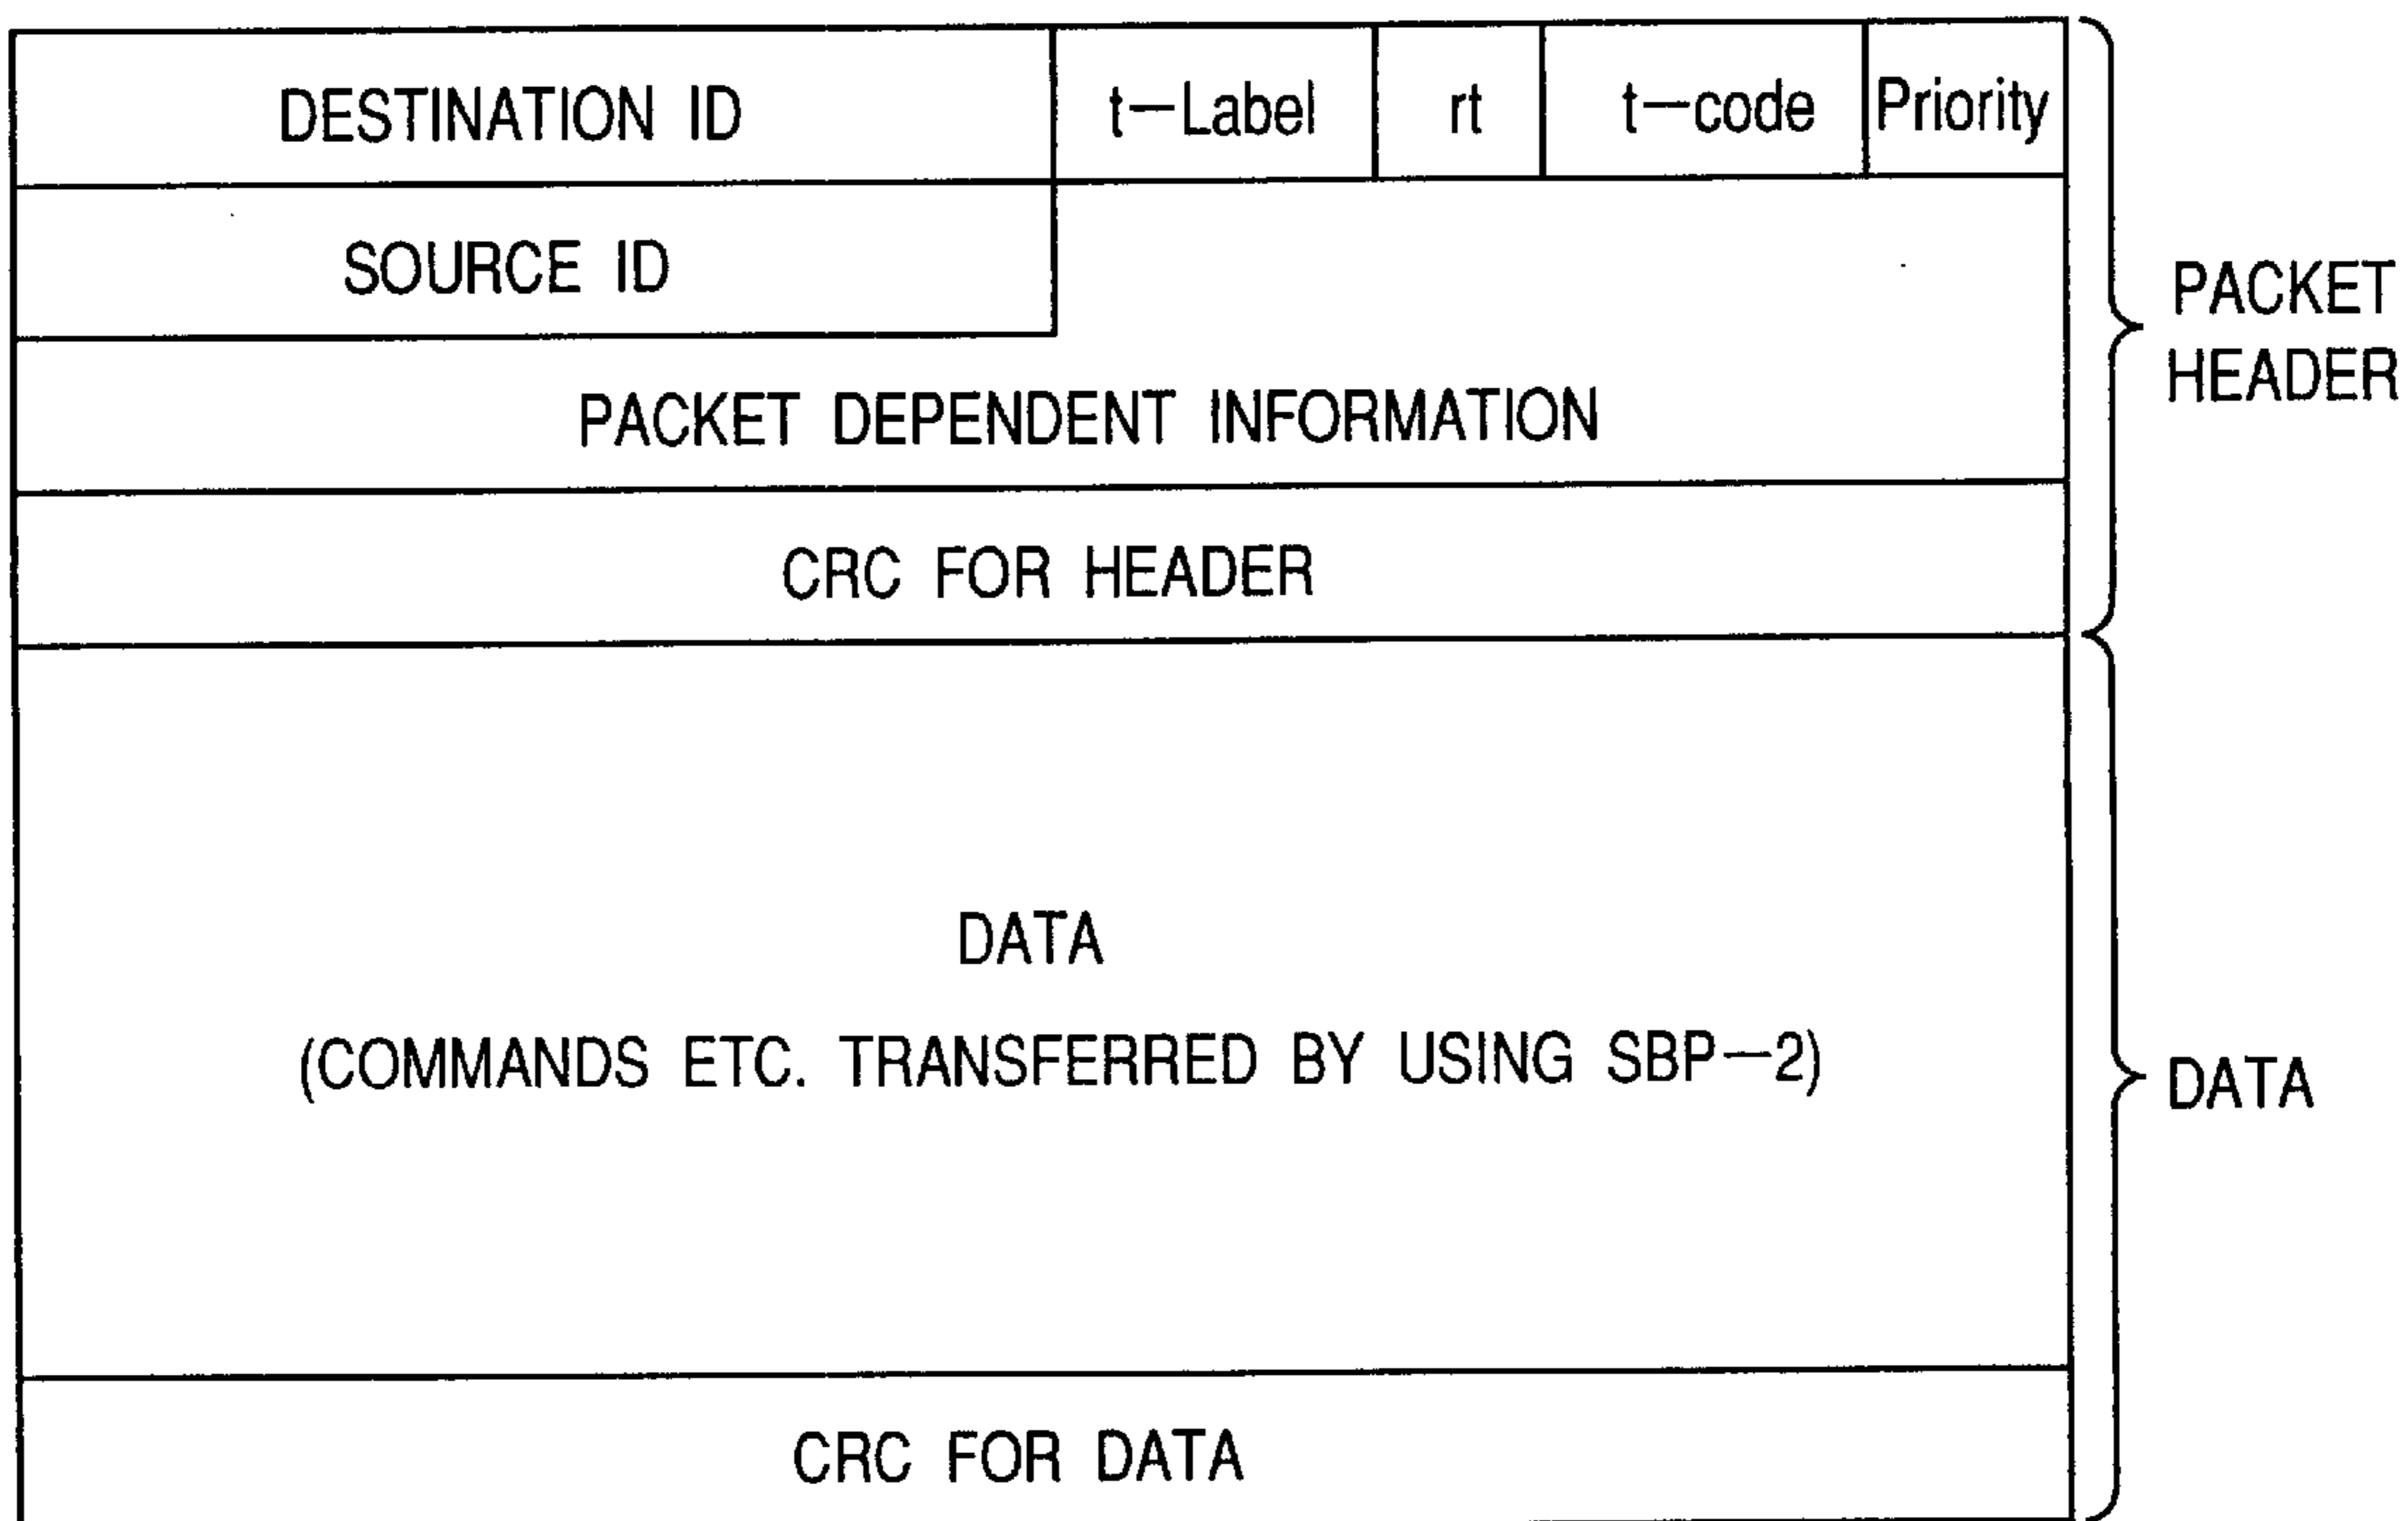 DESTINATION ID
t—Label
rt
t—code
Priority
SOURCE ID
PACKET DEPENDENT INFORMATION
CRC FOR HEADER
PACKET
HEADER
DATA
(COMMANDS ETC. TRANSFERRED BY USING SBP—2)
CRC FOR DATA
DATA